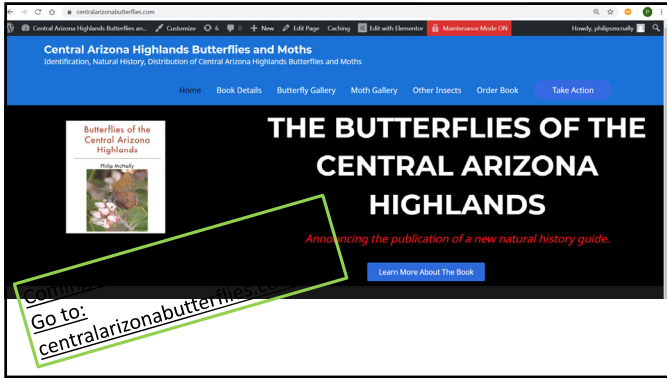 centralarizonabutterflies.com
Central Arizona Highlands Butterflies an... Customize 6 0 New Edit Page Caching Edit with Elementor Maintenance Mode ON Howdy, philipsmcnally
Central Arizona Highlands Butterflies and Moths
Identification, Natural History, Distribution of Central Arizona Highlands Butterflies and Moths
Home Book Details Butterfly Gallery Moth Gallery Other Insects Order Book Take Action
Butterflies of the
Central Arizona
Highlands
Philip McNally
THE BUTTERFLIES OF THE
CENTRAL ARIZONA
HIGHLANDS
Announcing the publication of a new natural history guide.
Learn More About The Book
Go to:
centralarizonabutterflies.co